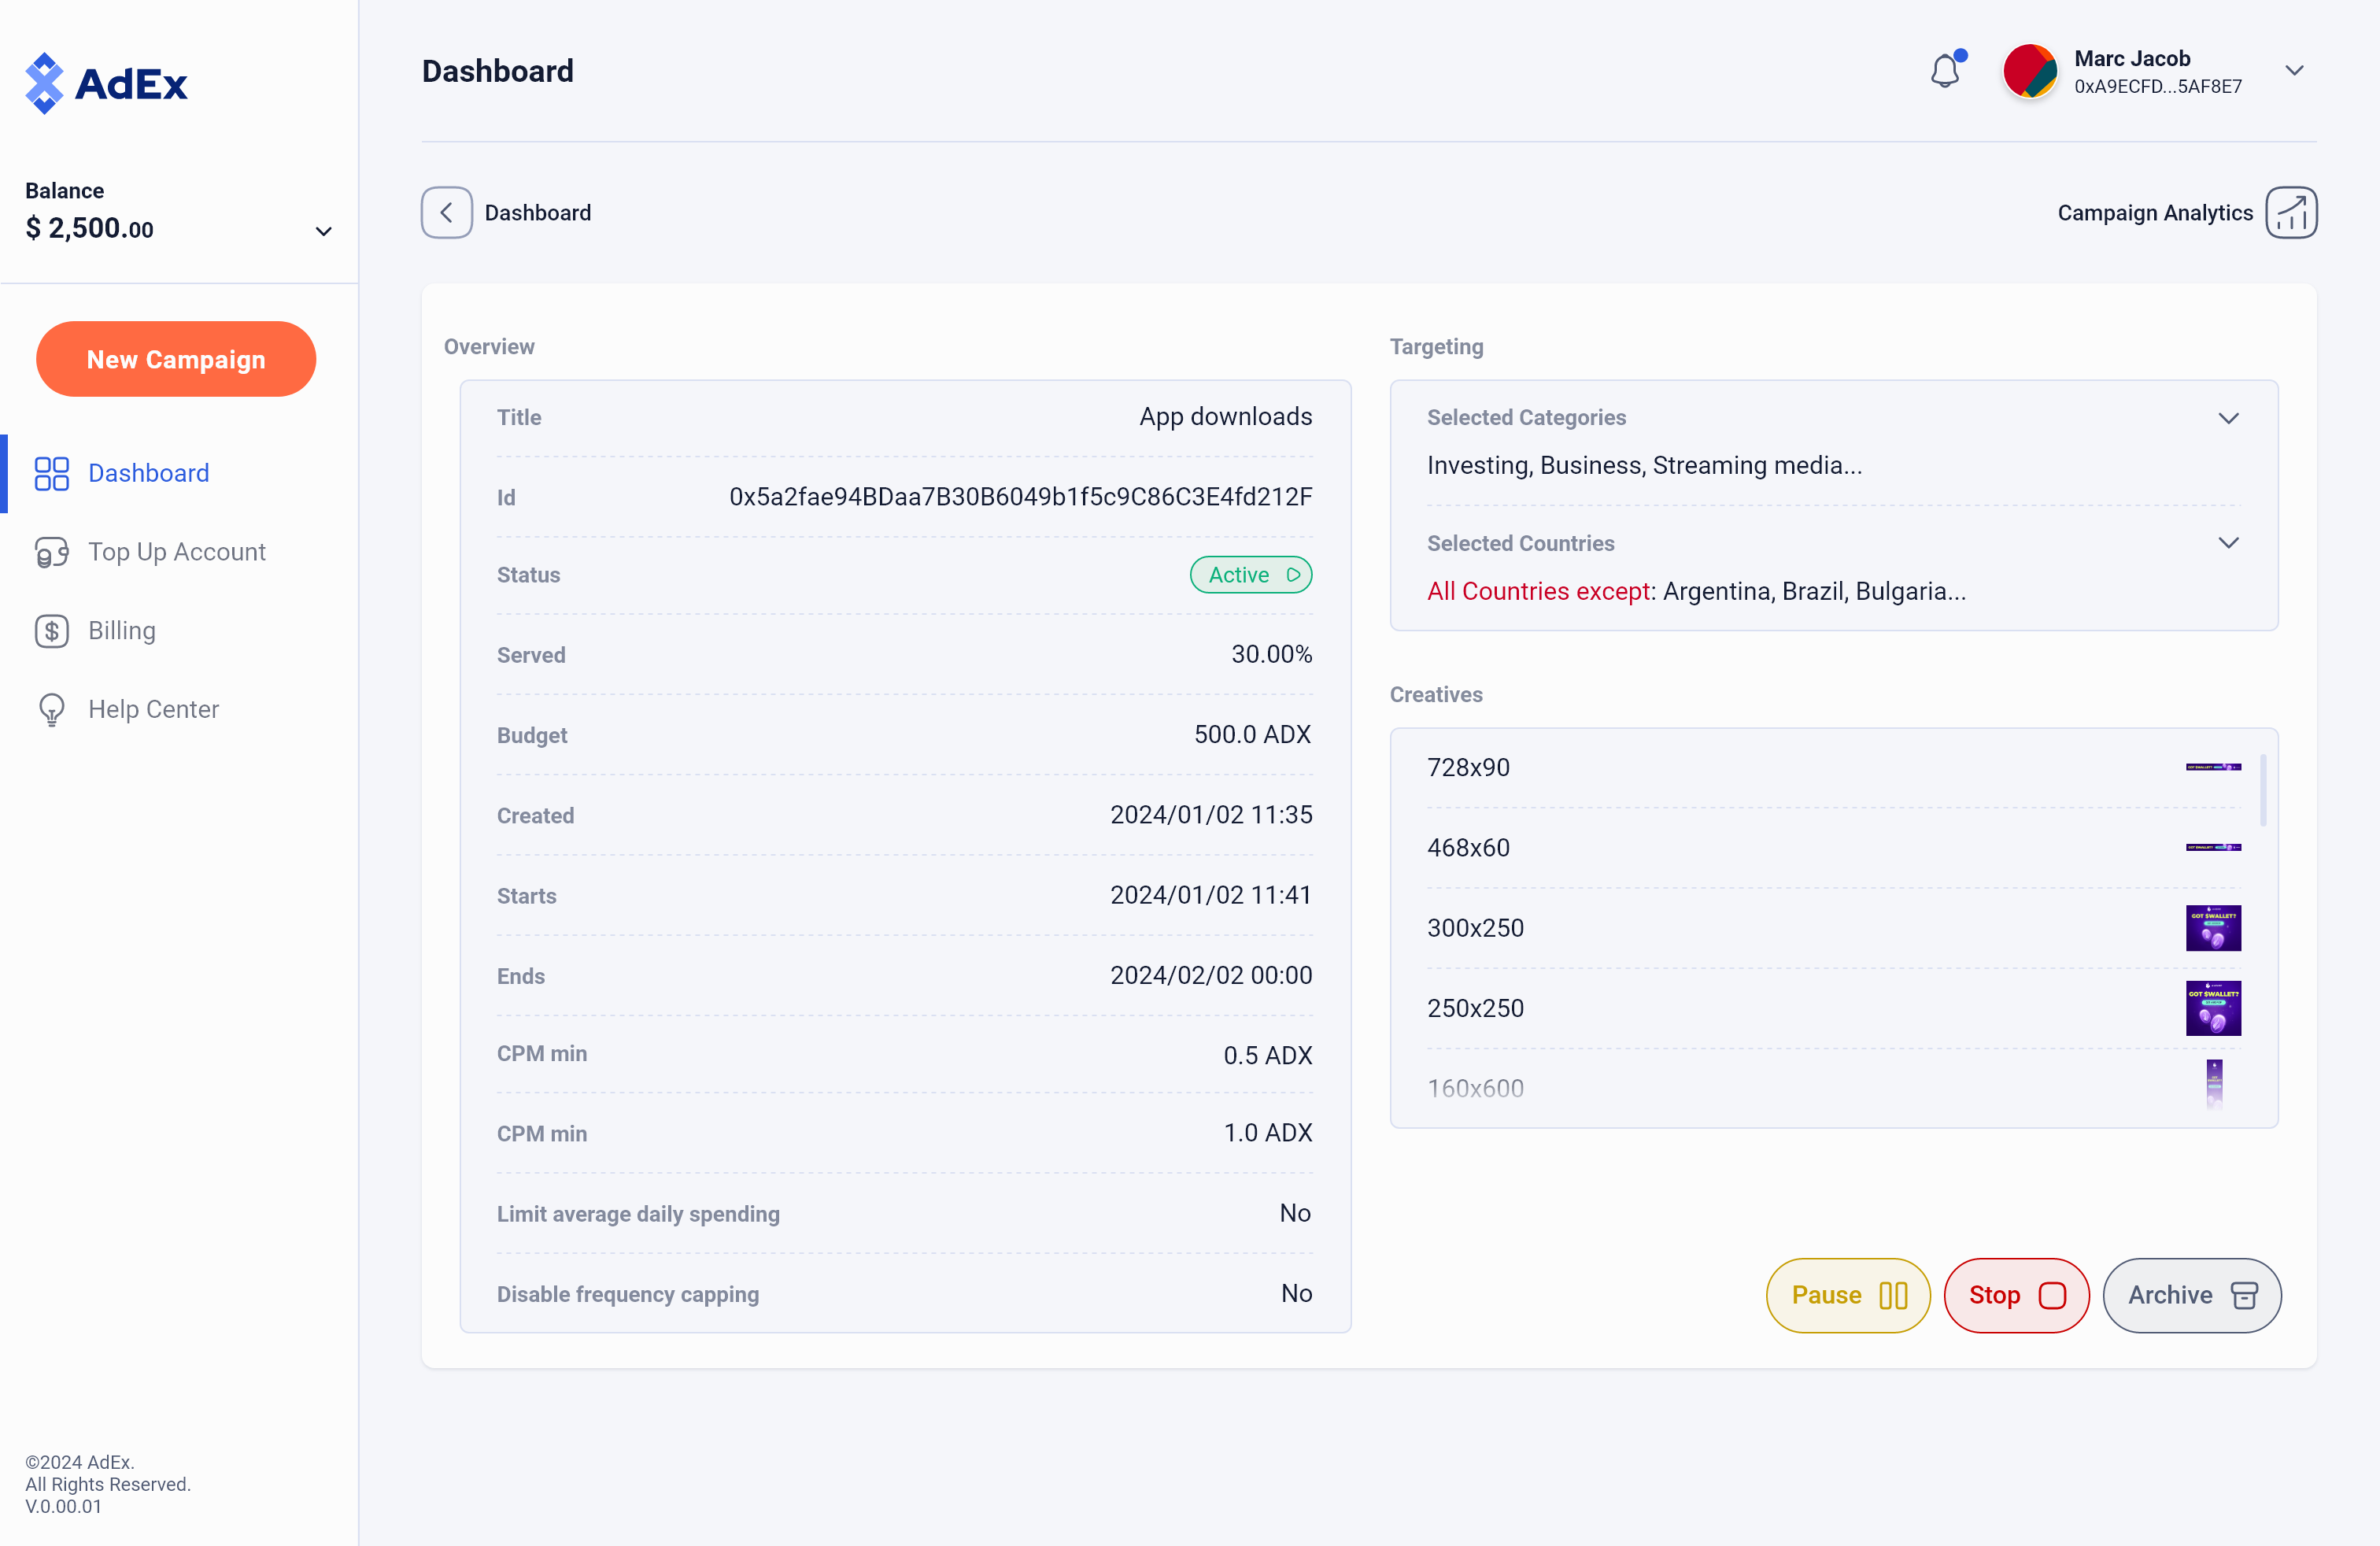 AdEx
Balance
$ 2,500.00
New Campaign
Dashboard
Top Up Account
Billing
Help Center
©2024 AdEx.
All Rights Reserved.
V.0.00.01
Dashboard
Marc Jacob
0xA9ECFD...5AF8E7
Dashboard
Campaign Analytics
Overview
Title App downloads
Id 0x5a2fae94BDaa7B30B6049b1f5c9C86C3E4fd212F
Status Active
Served 30.00%
Budget 500.0 ADX
Created 2024/01/02 11:35
Starts 2024/01/02 11:41
Ends 2024/02/02 00:00
CPM min 0.5 ADX
CPM min 1.0 ADX
Limit average daily spending No
Disable frequency capping No
Targeting
Selected Categories
Investing, Business, Streaming media...
Selected Countries
All Countries except: Argentina, Brazil, Bulgaria...
Creatives
728x90
468x60
300x250
GOT $WALLET?
250x250
GOT $WALLET?
160x600
Pause
Stop
Archive